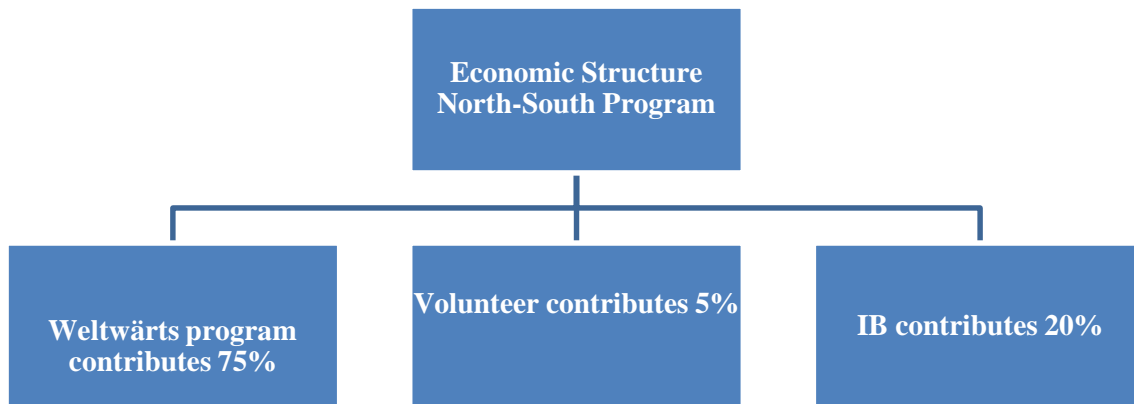 Economic Structure
North-South Program
Weltwärts program
contributes 75%
Volunteer contributes 5%
IB contributes 20%